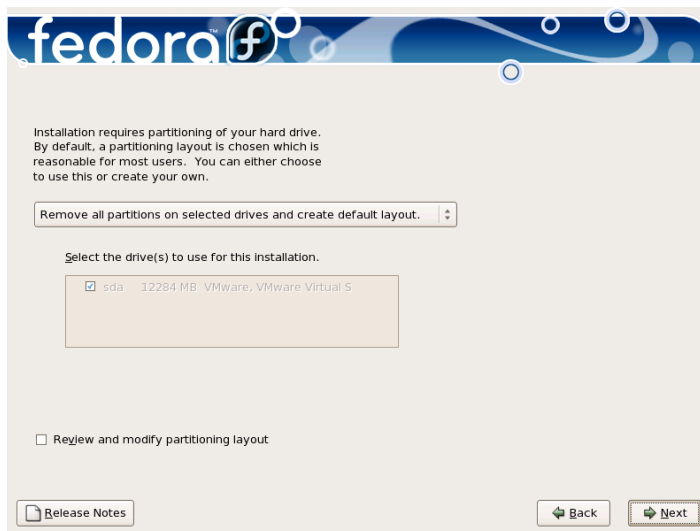 fedora™
Installation requires partitioning of your hard drive.
By default, a partitioning layout is chosen which is
reasonable for most users.  You can either choose
to use this or create your own.
Remove all partitions on selected drives and create default layout.
Select the drive(s) to use for this installation.
sda 12284 MB VMware, VMware Virtual S
Review and modify partitioning layout
Release Notes
Back
Next